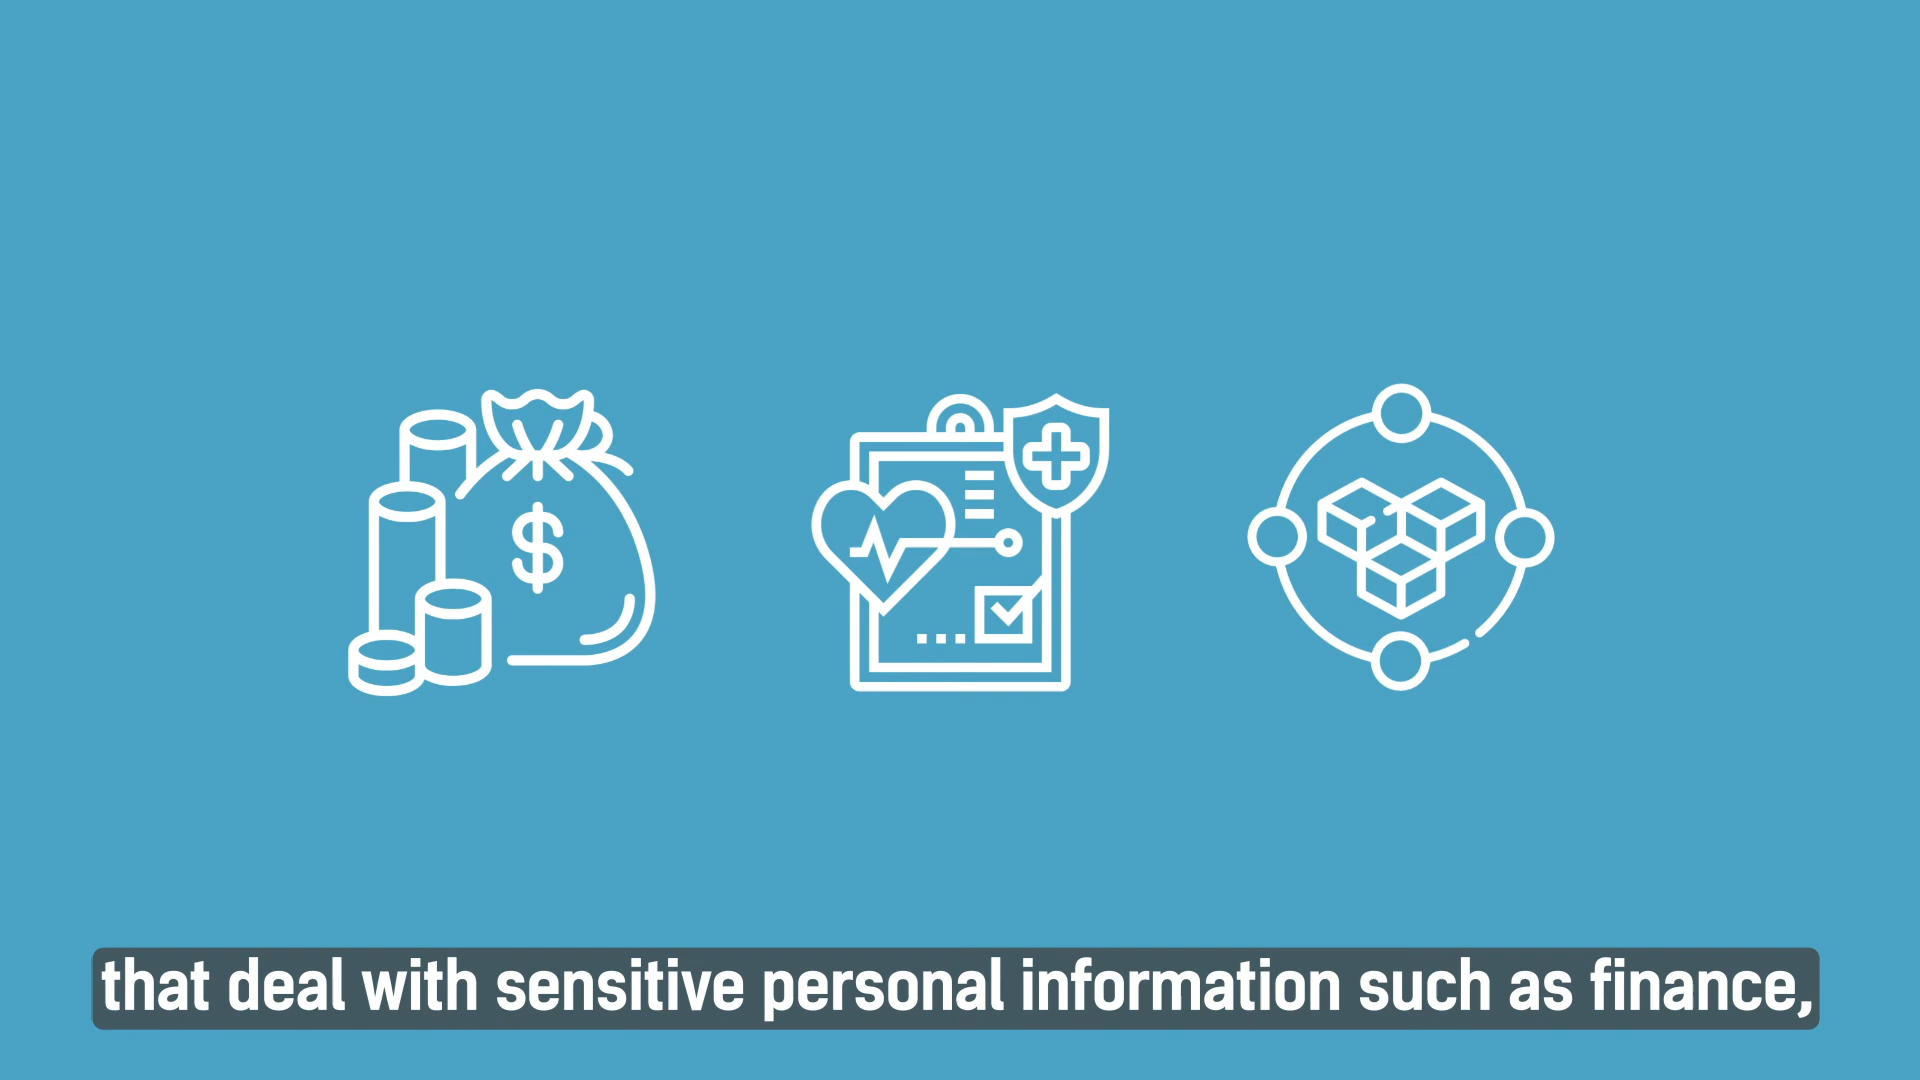 $
that deal with sensitive personal information such as finance,